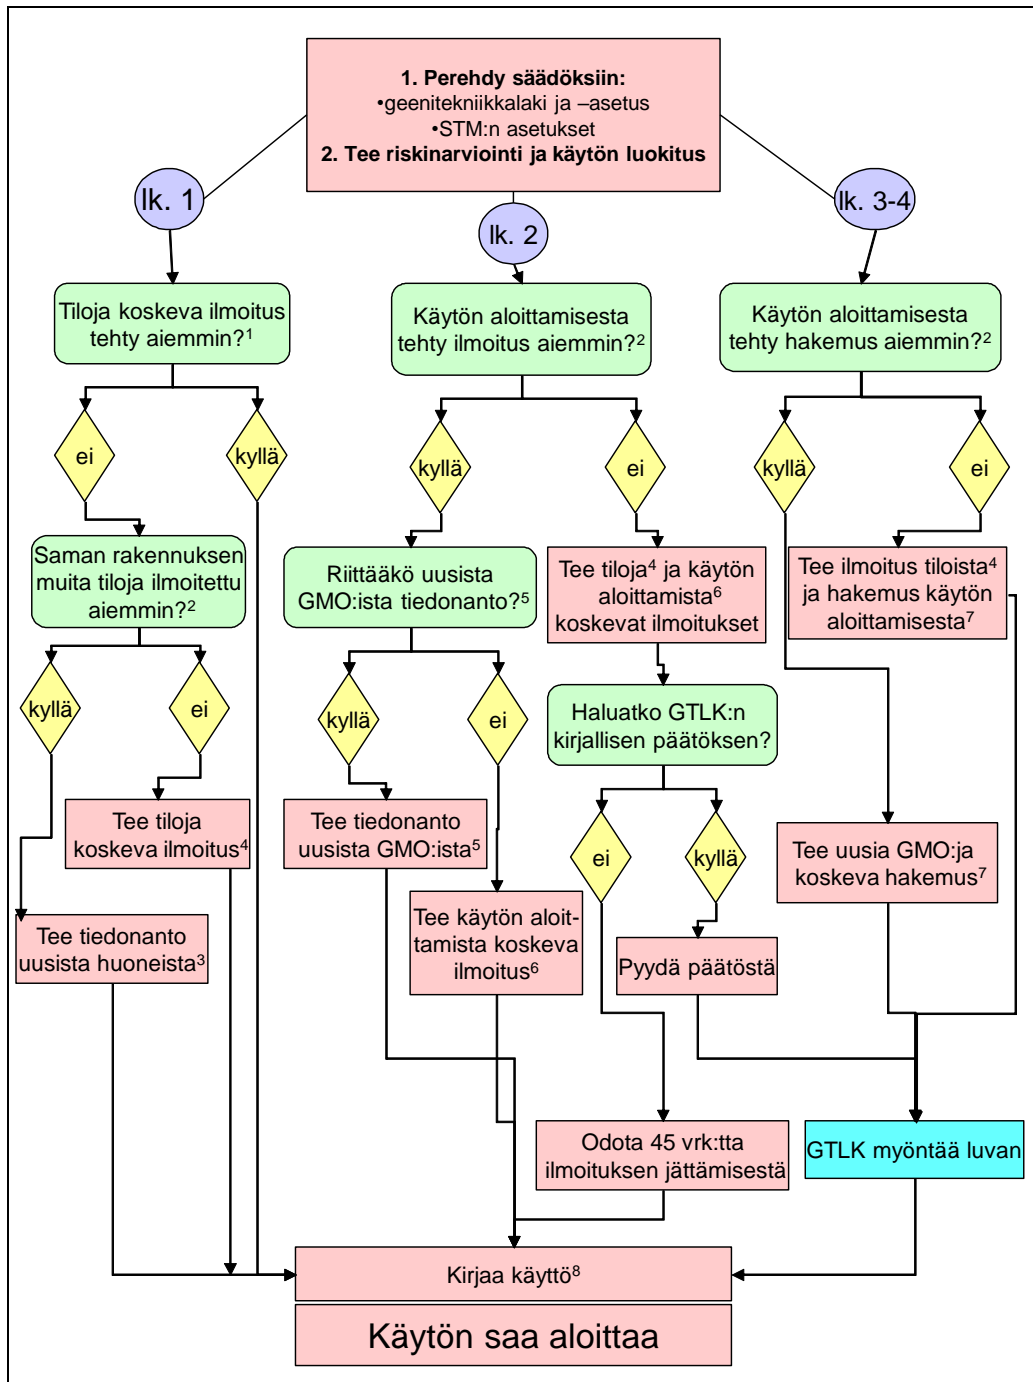 1. Perehdy säädöksiin:
•geenitekniikkalaki ja –asetus
•STM:n asetukset
2. Tee riskinarviointi ja käytön luokitus
lk. 1
lk. 2
lk. 3-4
Tiloja koskeva ilmoitus
tehty aiemmin?¹
Käytön aloittamisesta
tehty ilmoitus aiemmin?²
Käytön aloittamisesta
tehty hakemus aiemmin?²
ei
kyllä
kyllä
ei
kyllä
ei
Saman rakennuksen
muita tiloja ilmoitettu
aiemmin?²
Riittääkö uusista
GMO:ista tiedonanto?⁵
Tee tiloja⁴ ja käytön
aloittamista⁶
koskevat ilmoitukset
Tee ilmoitus tiloista⁴
ja hakemus käytön
aloittamisesta⁷
kyllä
ei
kyllä
ei
Haluatko GTLK:n
kirjallisen päätöksen?
Tee tiloja
koskeva ilmoitus⁴
Tee tiedonanto
uusista GMO:ista⁵
ei
kyllä
Tee uusia GMO:ja
koskeva hakemus⁷
Tee tiedonanto
uusista huoneista³
Tee käytön aloit-
tamista koskeva
ilmoitus⁶
Pyydä päätöstä
Odota 45 vrk:tta
ilmoituksen jättämisestä
GTLK myöntää luvan
Kirjaa käyttö⁸
Käytön saa aloittaa